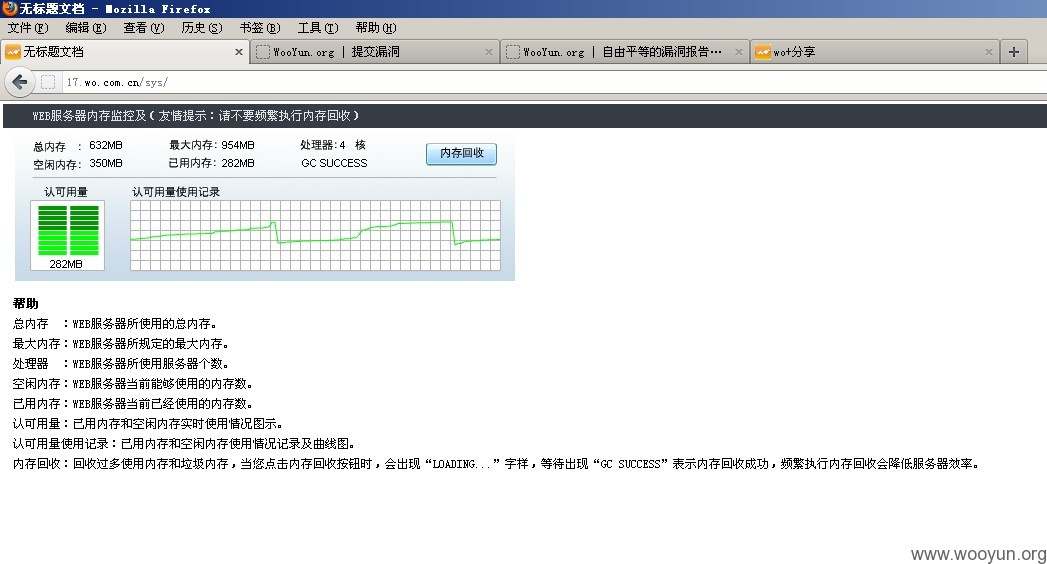 无标题文档 - Mozilla Firefox
文件(F) 编辑(E) 查看(V) 历史(S) 书签(B) 工具(T) 帮助(H)
无标题文档 × WooYun.org | 提交漏洞 × WooYun.org | 自由平等的漏洞报告… × wo+分享 × +
17.wo.com.cn/sys/
WEB服务器内存监控及(友情提示：请不要频繁执行内存回收)
总内存 : 632MB 最大内存: 954MB 处理器:4 核
空闲内存: 350MB 已用内存: 282MB GC SUCCESS
内存回收
认可用量 认可用量使用记录
282MB
帮助
总内存 ：WEB服务器所使用的总内存。
最大内存：WEB服务器所规定的最大内存。
处理器 ：WEB服务器所使用服务器个数。
空闲内存：WEB服务器当前能够使用的内存数。
已用内存：WEB服务器当前已经使用的内存数。
认可用量：已用内存和空闲内存实时使用情况图示。
认可用量使用记录：已用内存和空闲内存使用情况记录及曲线图。
内存回收：回收过多使用内存和垃圾内存，当您点击内存回收按钮时，会出现“LOADING...”字样，等待出现“GC SUCCESS”表示内存回收成功，频繁执行内存回收会降低服务器效率。
www.wooyun.org